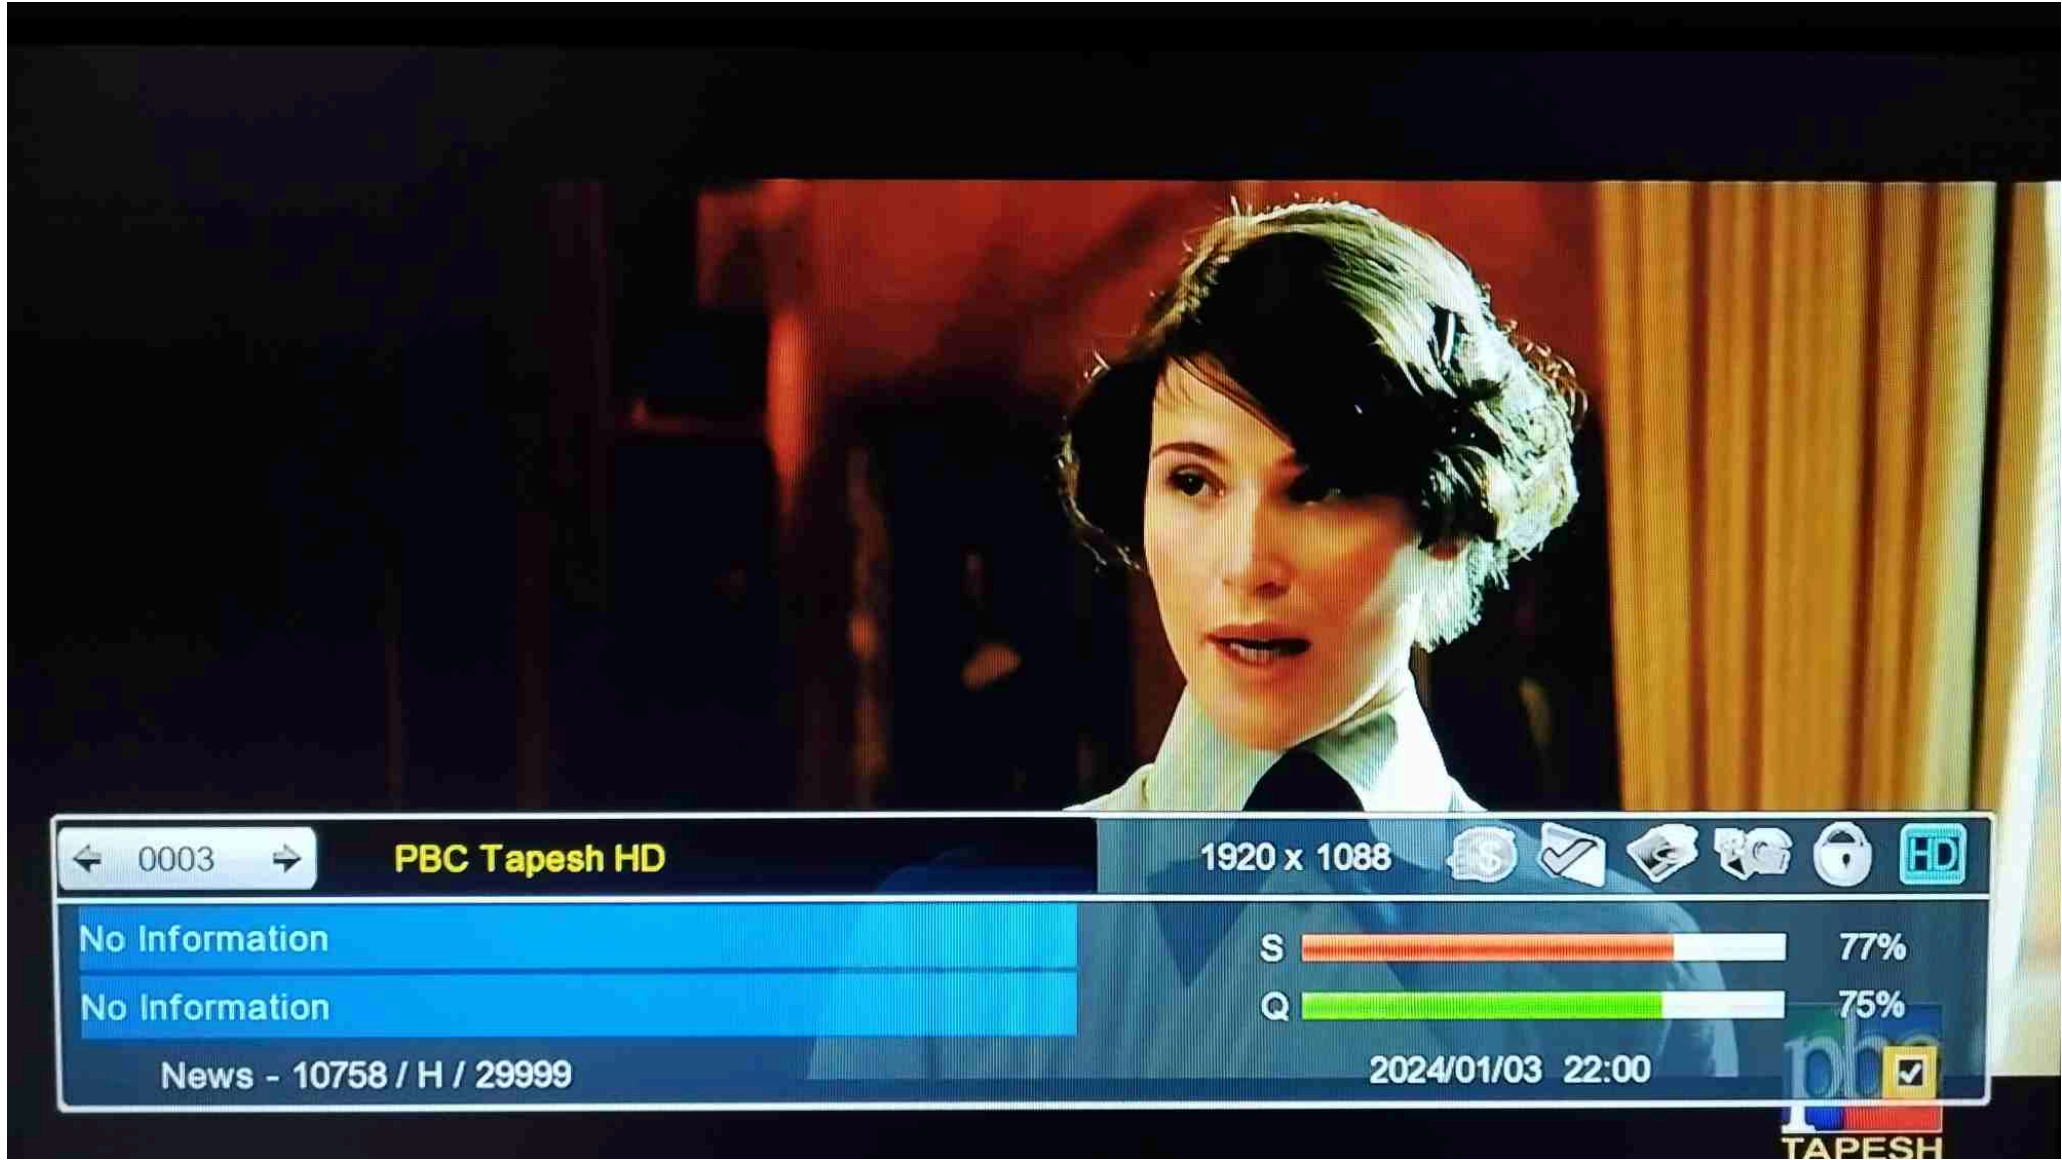 0003
PBC Tapesh HD
1920 x 1088
HD
No Information
S 77%
No Information
Q 75%
News - 10758 / H / 29999
2024/01/03 22:00
pbc
TAPESH